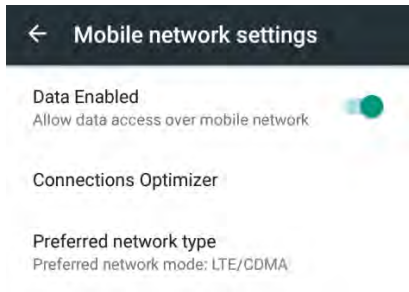 Mobile network settings
Data Enabled
Allow data access over mobile network
Connections Optimizer
Preferred network type
Preferred network mode: LTE/CDMA